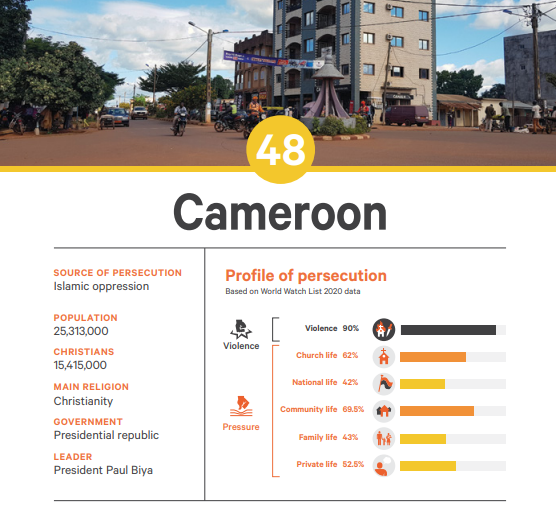 48
Cameroon
SOURCE OF PERSECUTION
Islamic oppression
POPULATION
25,313,000
CHRISTIANS
15,415,000
MAIN RELIGION
Christianity
GOVERNMENT
Presidential republic
LEADER
President Paul Biya
Profile of persecution
Based on World Watch List 2020 data
Violence
Violence 90%
Church life 62%
National life 42%
Community life 69.5%
Pressure
Family life 43%
Private life 52.5%